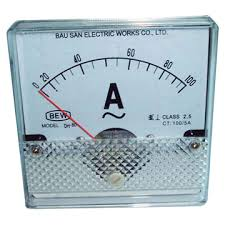 BAU SAN ELECTRIC WORKS CO., LTD.
0 20 40 60 80 100
A
BEW
CLASS 2.5
MODEL
CT: 100/5A